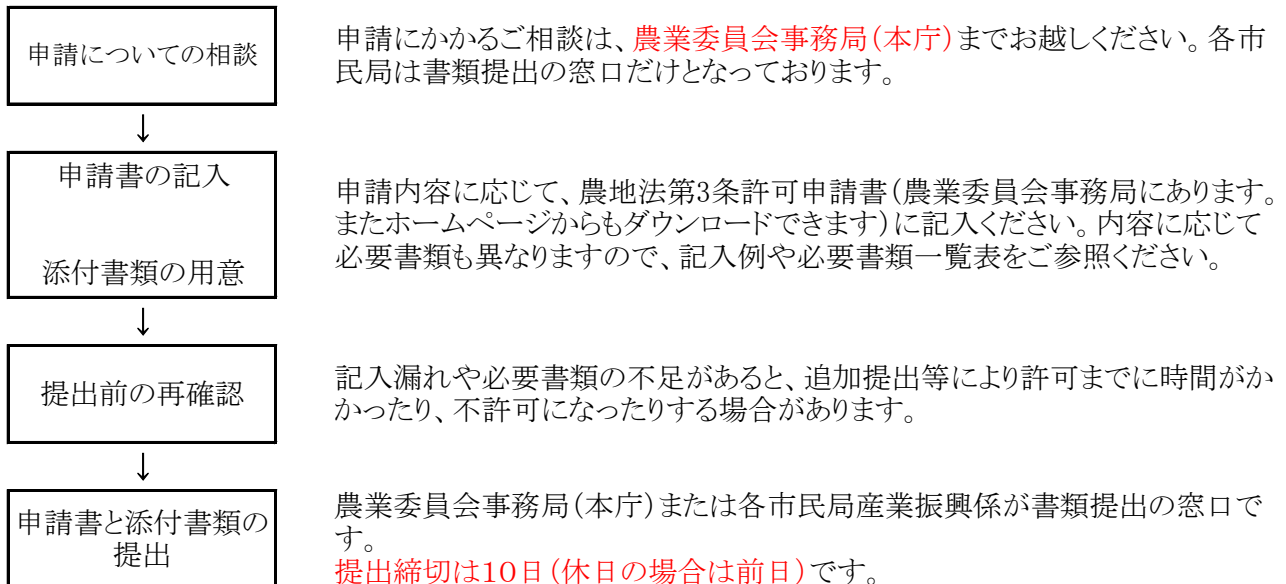 申請についての相談
申請にかかるご相談は、農業委員会事務局(本庁)までお越しください。各市
民局は書類提出の窓口だけとなっております。
↓
申請書の記入
添付書類の用意
申請内容に応じて、農地法第3条許可申請書(農業委員会事務局にあります。
またホームページからもダウンロードできます)に記入ください。内容に応じて
必要書類も異なりますので、記入例や必要書類一覧表をご参照ください。
↓
提出前の再確認
記入漏れや必要書類の不足があると、追加提出等により許可までに時間がか
かったり、不許可になったりする場合があります。
↓
申請書と添付書類の
提出
農業委員会事務局(本庁)または各市民局産業振興係が書類提出の窓口で
す。
提出締切は10日(休日の場合は前日)です。